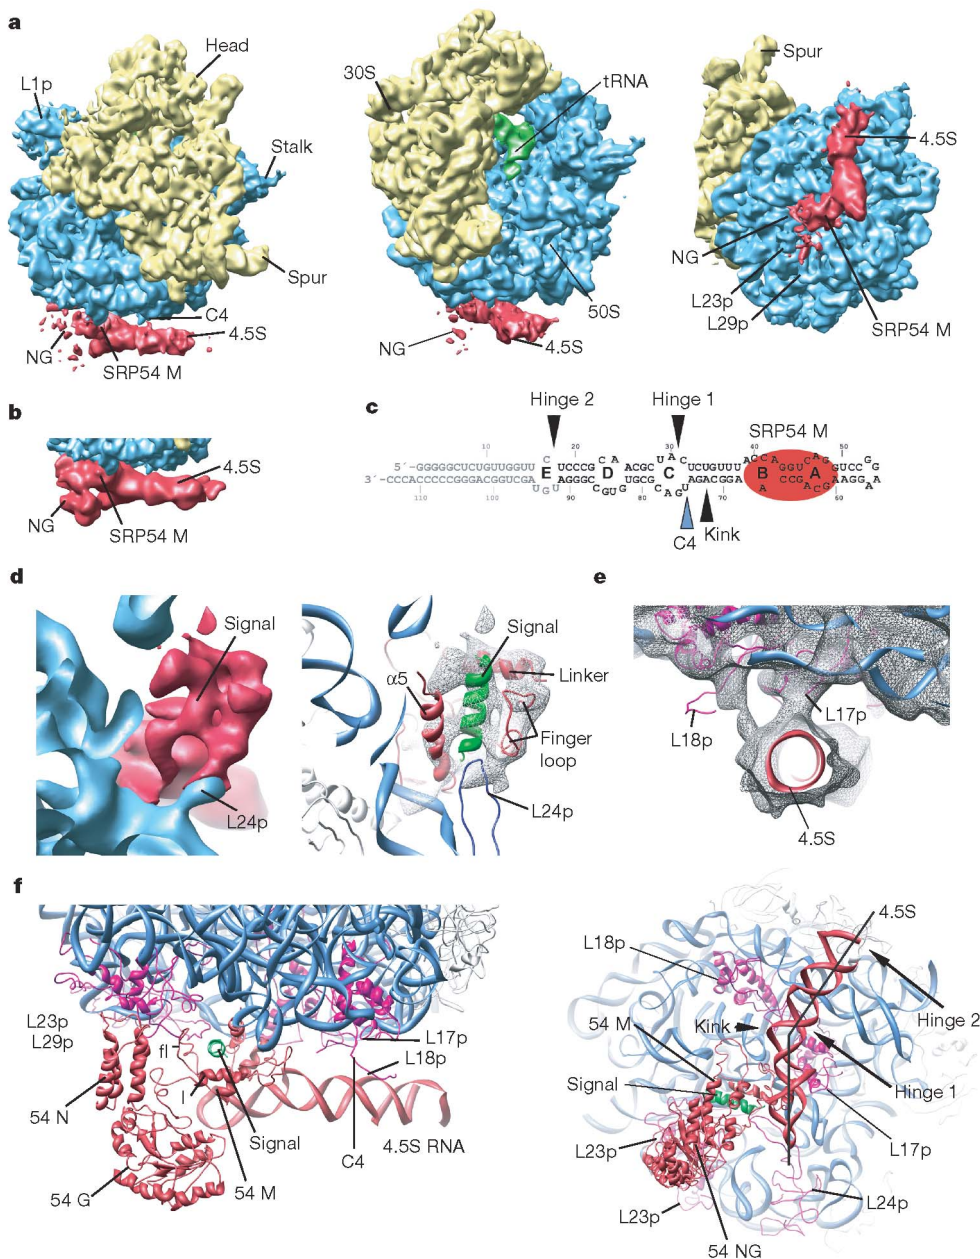 a
Head
L1p
Stalk
Spur
C4
4.5S
NG
SRP54 M
30S
tRNA
50S
NG
4.5S
Spur
4.5S
NG
L23p
L29p
SRP54 M
b
4.5S
NG
SRP54 M
c
Hinge 2
Hinge 1
SRP54 M
10
20
30
40
50
5´
3´
E
D
C
B
A
110
90
80
70
60
C4
Kink
d
Signal
L24p
Signal
α5
Linker
Finger
loop
L24p
e
L17p
L18p
4.5S
f
L23p
L29p
fl
l
54 N
54 G
54 M
Signal
C4
L17p
L18p
4.5S RNA
4.5S
L18p
Hinge 2
54 M
Kink
Signal
Hinge 1
L17p
L23p
L24p
L23p
54 NG